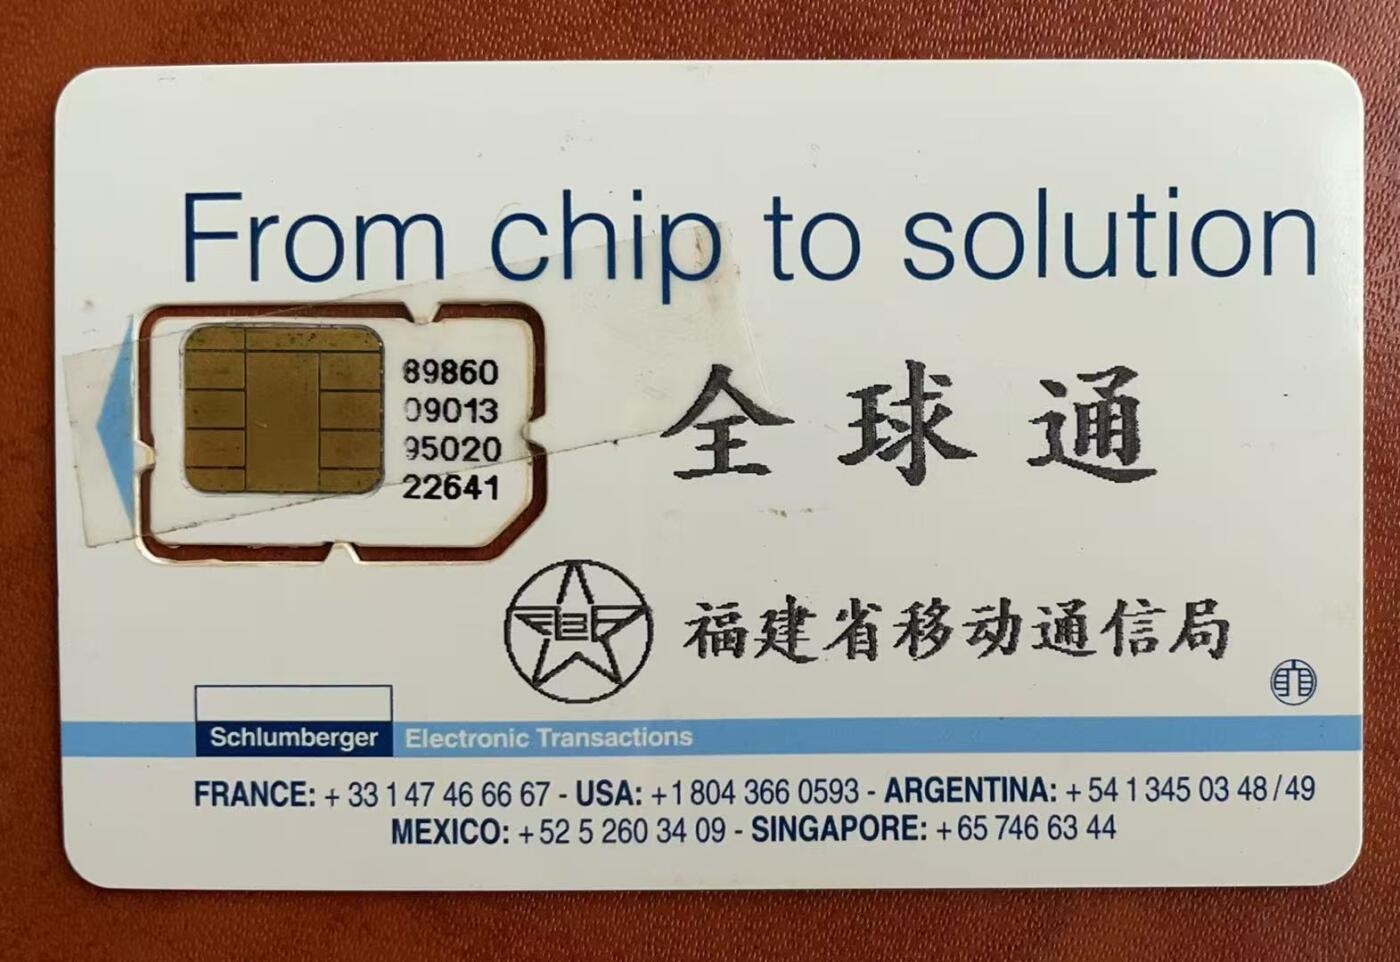 From chip to solution
89860
09013
95020
22641
全球通
福建省移动通信局
Schlumberger Electronic Transactions
FRANCE: + 33 1 47 46 66 67 - USA: +1 804 366 0593 - ARGENTINA: + 54 1 345 03 48 / 49
MEXICO: + 52 5 260 34 09 - SINGAPORE: + 65 746 63 44